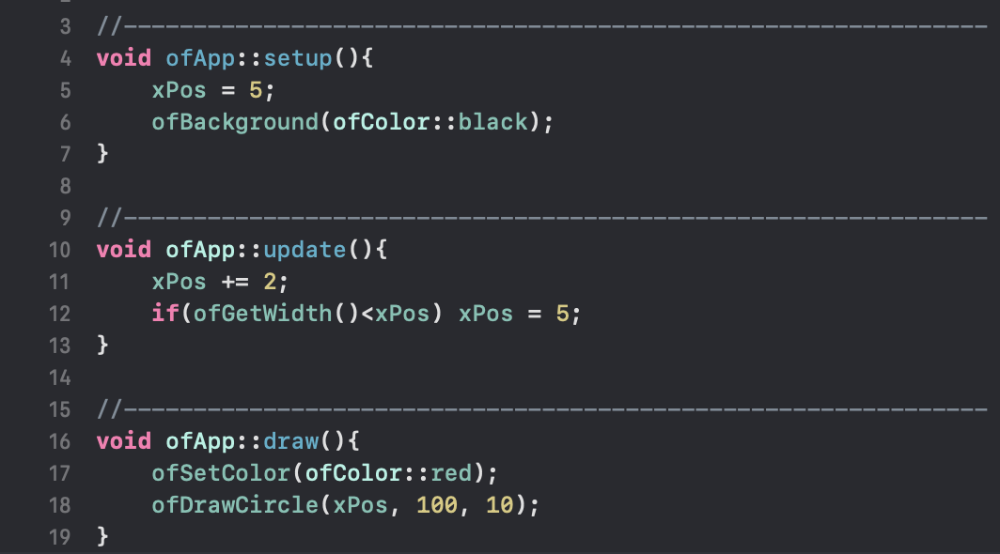 3 //--------------------------------------------------------------
4 void ofApp::setup(){
5     xPos = 5;
6     ofBackground(ofColor::black);
7 }
8
9 //--------------------------------------------------------------
10 void ofApp::update(){
11     xPos += 2;
12     if(ofGetWidth()<xPos) xPos = 5;
13 }
14
15 //--------------------------------------------------------------
16 void ofApp::draw(){
17     ofSetColor(ofColor::red);
18     ofDrawCircle(xPos, 100, 10);
19 }